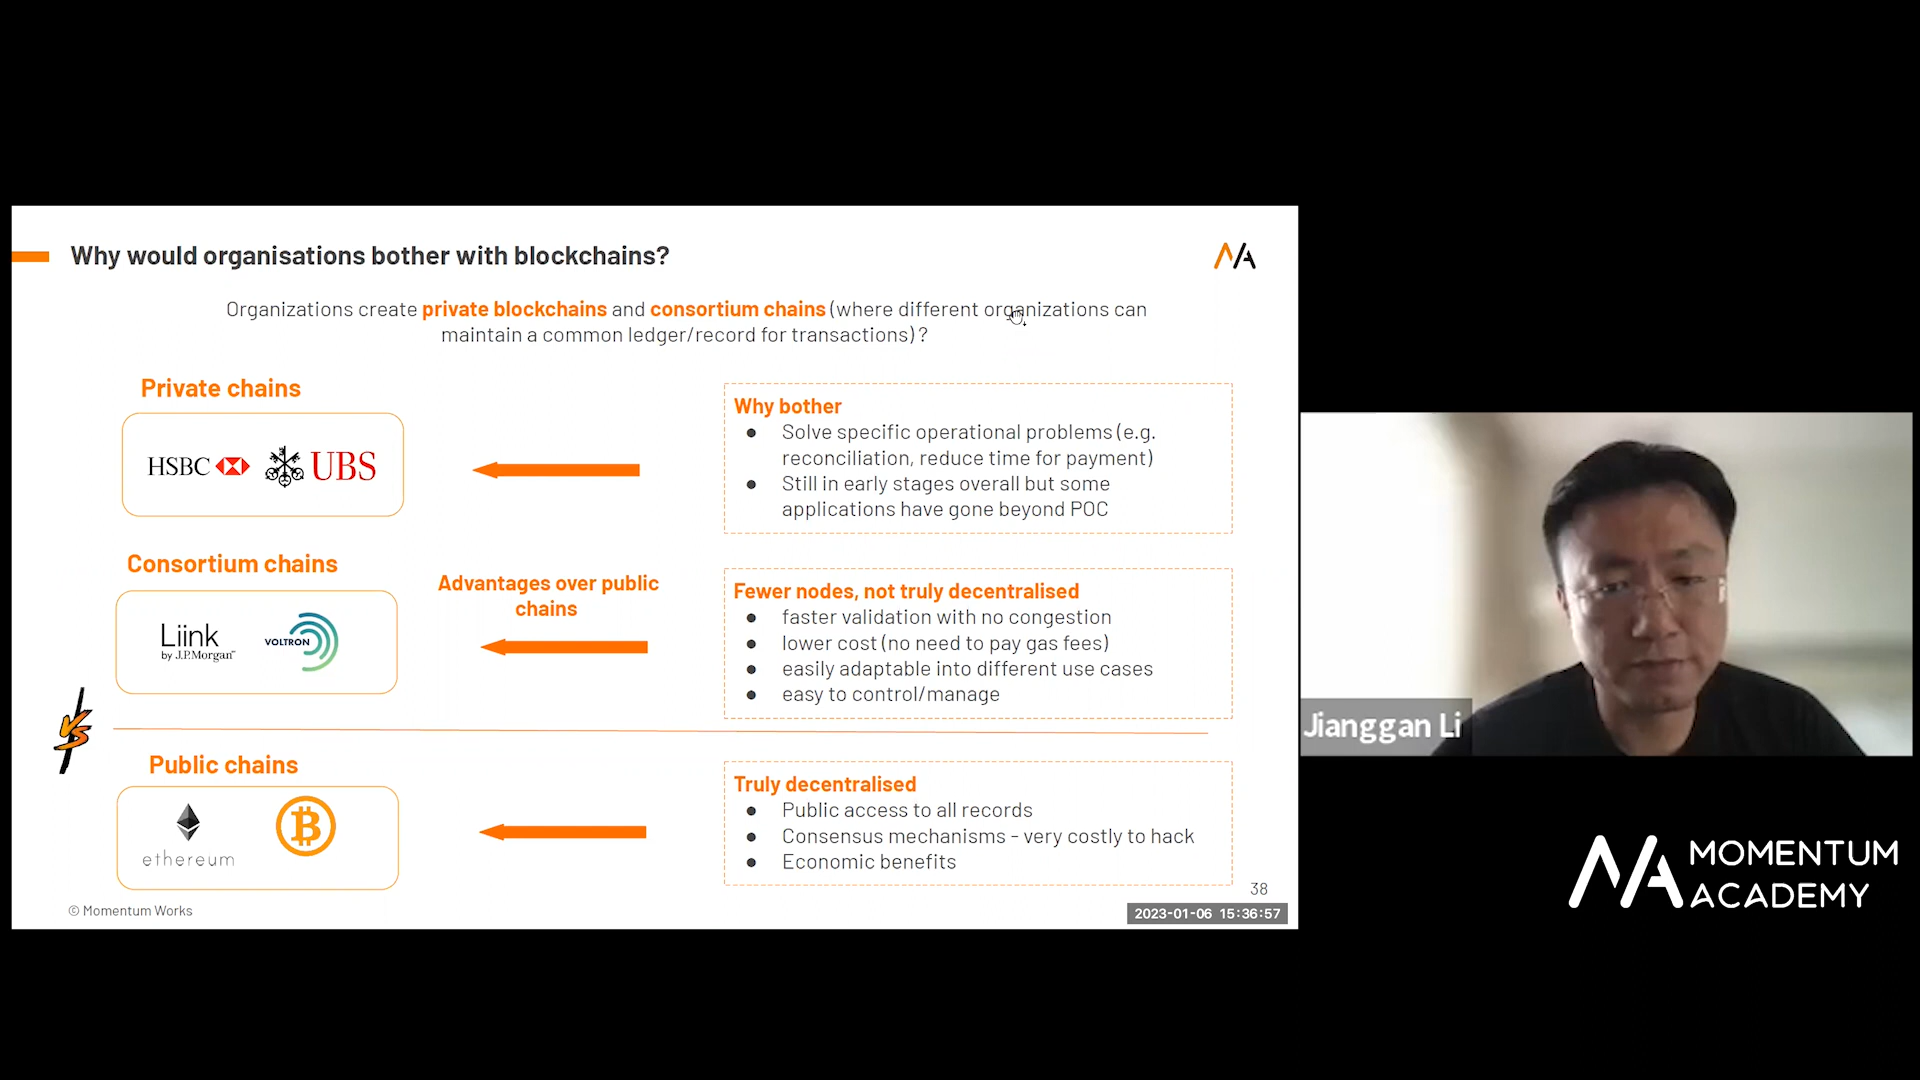 Why would organisations bother with blockchains?
Organizations create private blockchains and consortium chains (where different organizations can
maintain a common ledger/record for transactions)?
Private chains
HSBC UBS
Why bother
● Solve specific operational problems (e.g.
reconciliation, reduce time for payment)
● Still in early stages overall but some
applications have gone beyond POC
Consortium chains
Liink
by J.P.Morgan
VOLTRON
Advantages over public
chains
Fewer nodes, not truly decentralised
● faster validation with no congestion
● lower cost (no need to pay gas fees)
● easily adaptable into different use cases
● easy to control/manage
VS
Public chains
ethereum
Truly decentralised
● Public access to all records
● Consensus mechanisms - very costly to hack
● Economic benefits
38
© Momentum Works
2023-01-06 15:36:57
Jianggan Li
MOMENTUM
ACADEMY